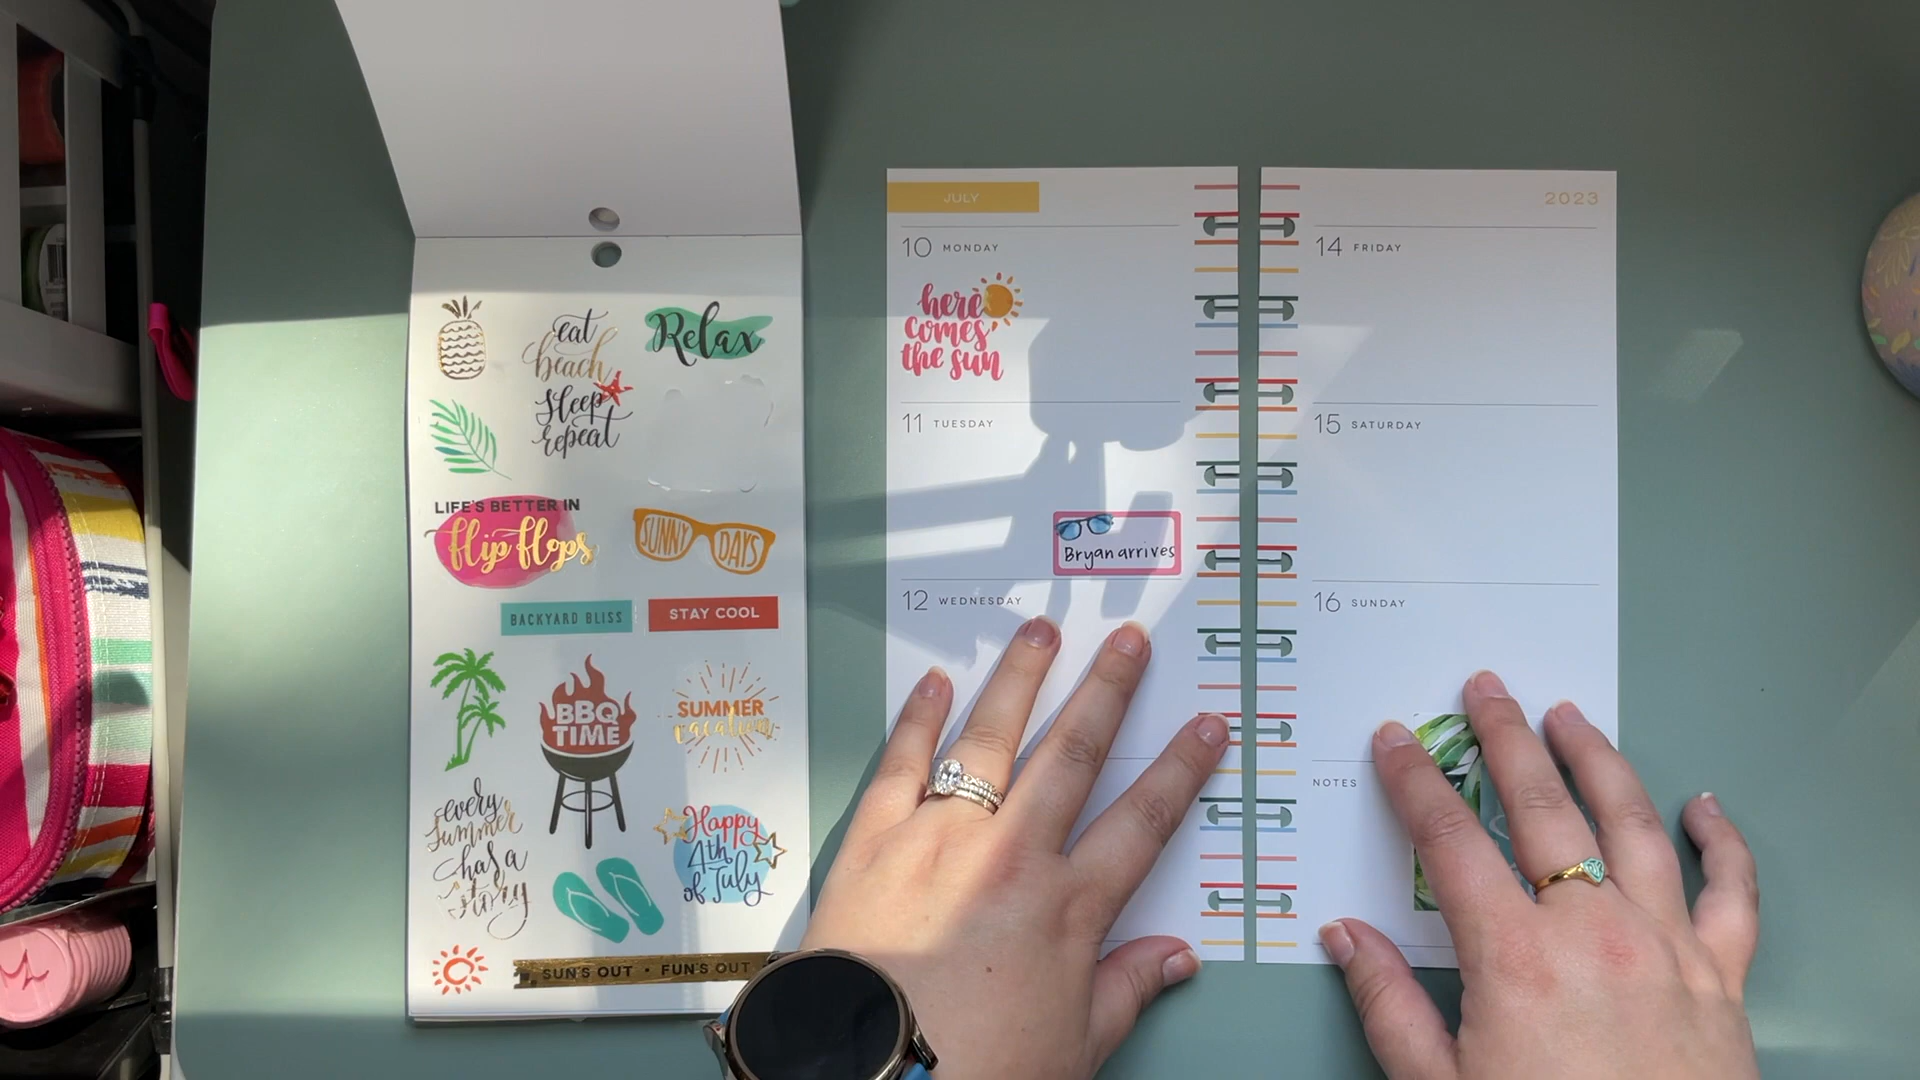 eat
beach
sleep
repeat
Relax
LIFE'S BETTER IN
flip flops
SUNNY DAYS
BACKYARD BLISS
STAY COOL
BBQ
TIME
SUMMER
vacation
every
summer
has a
story
Happy
4th
of July
SUN'S OUT • FUN'S OUT
JULY
10 MONDAY
here
comes
the sun
11 TUESDAY
Bryan arrives
12 WEDNESDAY
2023
14 FRIDAY
15 SATURDAY
16 SUNDAY
NOTES